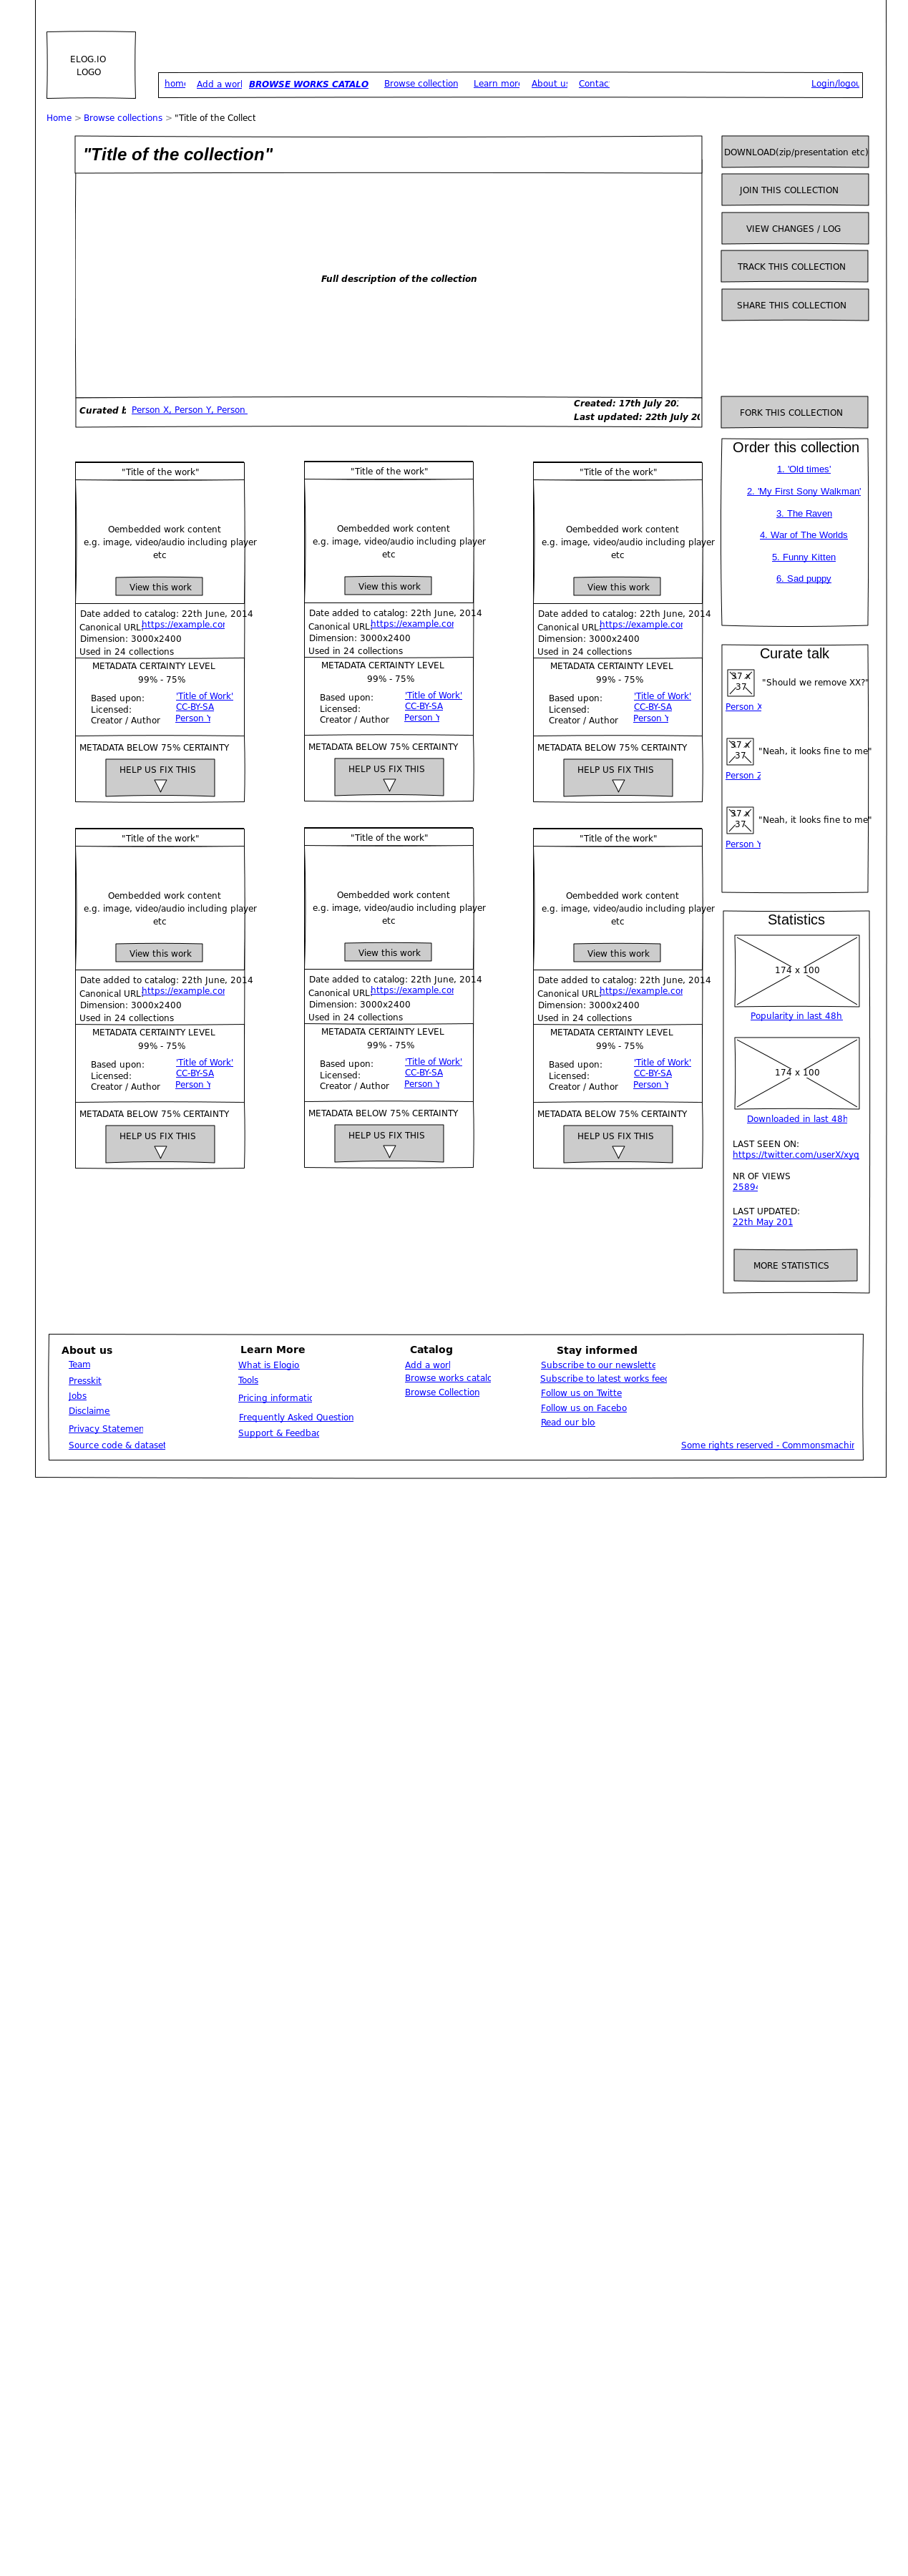 ELOG.IO
LOGO
home Add a worl BROWSE WORKS CATALO Browse collection Learn more About us Contac Login/logou
Home > Browse collections > "Title of the Collect
"Title of the collection"
Full description of the collection
Curated b Person X, Person Y, Person
Created: 17th July 20
Last updated: 22th July 20
DOWNLOAD(zip/presentation etc)
JOIN THIS COLLECTION
VIEW CHANGES / LOG
TRACK THIS COLLECTION
SHARE THIS COLLECTION
FORK THIS COLLECTION
"Title of the work"
Oembedded work content
e.g. image, video/audio including player
etc
View this work
Date added to catalog: 22th June, 2014
Canonical URL: https://example.cor
Dimension: 3000x2400
Used in 24 collections
METADATA CERTAINTY LEVEL
99% - 75%
Based upon: 'Title of Work'
Licensed: CC-BY-SA
Creator / Author Person Y
METADATA BELOW 75% CERTAINTY
HELP US FIX THIS
"Title of the work"
Oembedded work content
e.g. image, video/audio including player
etc
View this work
Date added to catalog: 22th June, 2014
Canonical URL: https://example.cor
Dimension: 3000x2400
Used in 24 collections
METADATA CERTAINTY LEVEL
99% - 75%
Based upon: 'Title of Work'
Licensed: CC-BY-SA
Creator / Author Person Y
METADATA BELOW 75% CERTAINTY
HELP US FIX THIS
"Title of the work"
Oembedded work content
e.g. image, video/audio including player
etc
View this work
Date added to catalog: 22th June, 2014
Canonical URL: https://example.cor
Dimension: 3000x2400
Used in 24 collections
METADATA CERTAINTY LEVEL
99% - 75%
Based upon: 'Title of Work'
Licensed: CC-BY-SA
Creator / Author Person Y
METADATA BELOW 75% CERTAINTY
HELP US FIX THIS
"Title of the work"
Oembedded work content
e.g. image, video/audio including player
etc
View this work
Date added to catalog: 22th June, 2014
Canonical URL: https://example.cor
Dimension: 3000x2400
Used in 24 collections
METADATA CERTAINTY LEVEL
99% - 75%
Based upon: 'Title of Work'
Licensed: CC-BY-SA
Creator / Author Person Y
METADATA BELOW 75% CERTAINTY
HELP US FIX THIS
"Title of the work"
Oembedded work content
e.g. image, video/audio including player
etc
View this work
Date added to catalog: 22th June, 2014
Canonical URL: https://example.cor
Dimension: 3000x2400
Used in 24 collections
METADATA CERTAINTY LEVEL
99% - 75%
Based upon: 'Title of Work'
Licensed: CC-BY-SA
Creator / Author Person Y
METADATA BELOW 75% CERTAINTY
HELP US FIX THIS
"Title of the work"
Oembedded work content
e.g. image, video/audio including player
etc
View this work
Date added to catalog: 22th June, 2014
Canonical URL: https://example.cor
Dimension: 3000x2400
Used in 24 collections
METADATA CERTAINTY LEVEL
99% - 75%
Based upon: 'Title of Work'
Licensed: CC-BY-SA
Creator / Author Person Y
METADATA BELOW 75% CERTAINTY
HELP US FIX THIS
Order this collection
1. 'Old times'
2. 'My First Sony Walkman'
3. The Raven
4. War of The Worlds
5. Funny Kitten
6. Sad puppy
Curate talk
37 x
37
"Should we remove XX?"
Person X
37 x
37
"Neah, it looks fine to me"
Person Z
37 x
37
"Neah, it looks fine to me"
Person Y
Statistics
174 x 100
Popularity in last 48h
174 x 100
Downloaded in last 48h
LAST SEEN ON:
https://twitter.com/userX/xyq
NR OF VIEWS
25894
LAST UPDATED:
22th May 201
MORE STATISTICS
About us
Team
Presskit
Jobs
Disclaime
Privacy Statemen
Source code & dataset
Learn More
What is Elogio
Tools
Pricing informatic
Frequently Asked Question
Support & Feedbac
Catalog
Add a worl
Browse works catalo
Browse Collection
Stay informed
Subscribe to our newslette
Subscribe to latest works feed
Follow us on Twitte
Follow us on Facebo
Read our blo
Some rights reserved - Commonsmachin